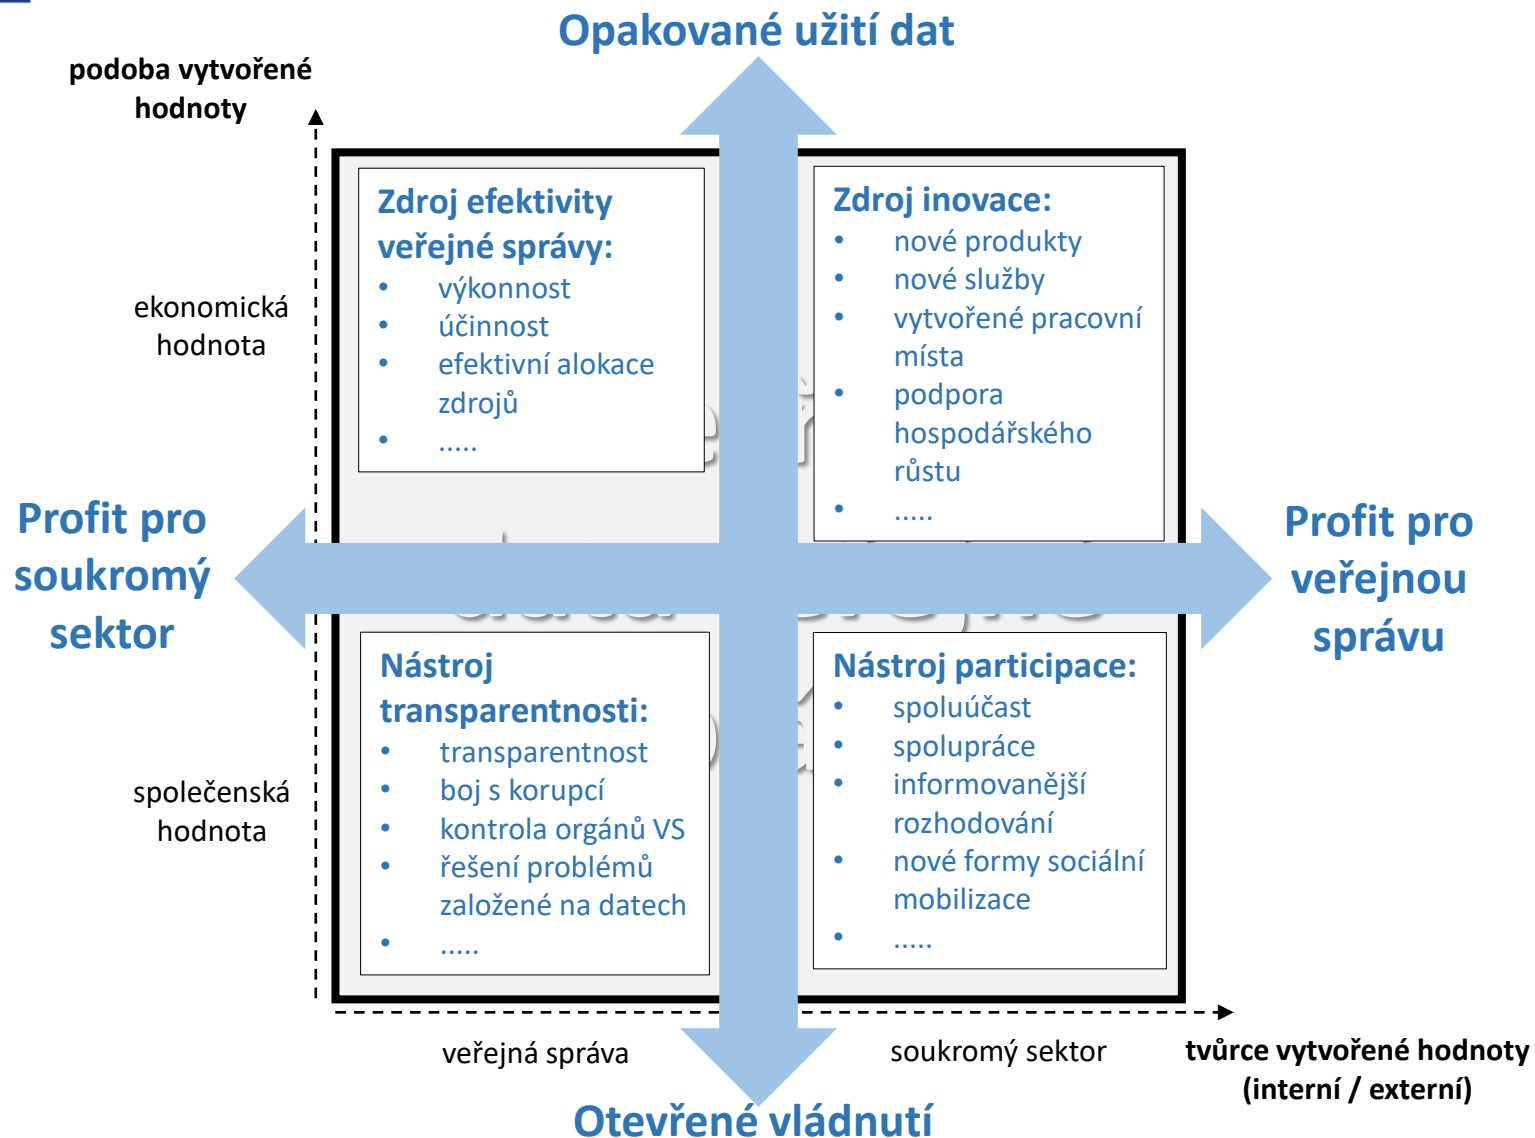 Opakované užití dat
podoba vytvořené
hodnoty
Zdroj efektivity
veřejné správy:
• výkonnost
• účinnost
• efektivní alokace
zdrojů
• .....
Zdroj inovace:
• nové produkty
• nové služby
• vytvořené pracovní
místa
• podpora
hospodářského
růstu
• .....
ekonomická
hodnota
Profit pro
soukromý
sektor
Profit pro
veřejnou
správu
Nástroj
transparentnosti:
• transparentnost
• boj s korupcí
• kontrola orgánů VS
• řešení problémů
založené na datech
• .....
Nástroj participace:
• spoluúčast
• spolupráce
• informovanější
rozhodování
• nové formy sociální
mobilizace
• .....
společenská
hodnota
veřejná správa
soukromý sektor
tvůrce vytvořené hodnoty
(interní / externí)
Otevřené vládnutí